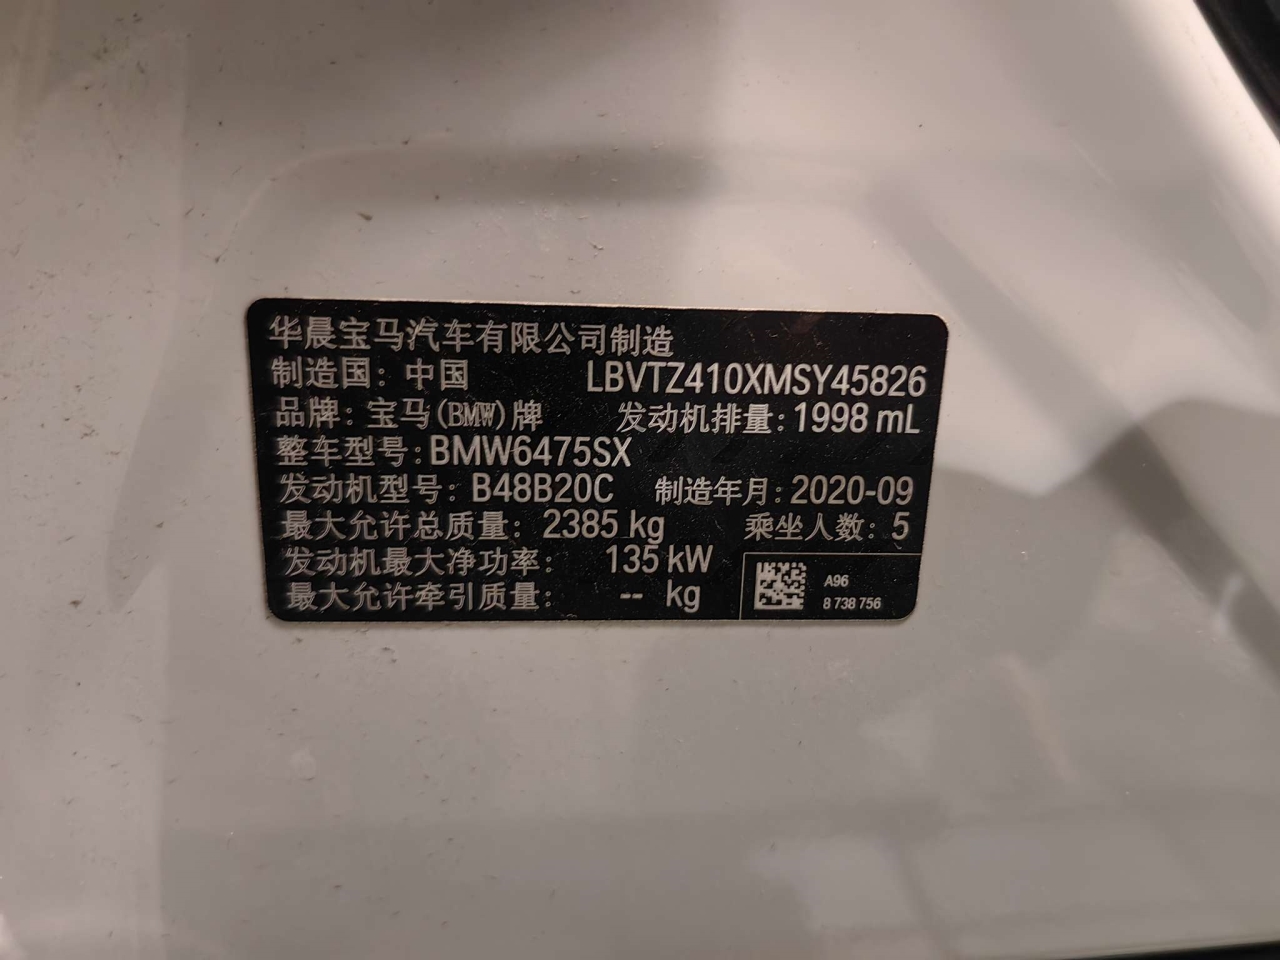 华晨宝马汽车有限公司制造
制造国：中国 LBVTZ410XMSY45826
品牌：宝马(BMW)牌 发动机排量：1998 mL
整车型号：BMW6475SX
发动机型号：B48B20C 制造年月：2020-09
最大允许总质量：2385 kg 乘坐人数：5
发动机最大净功率：135 kW
最大允许牵引质量：-- kg
A96
8 738 756